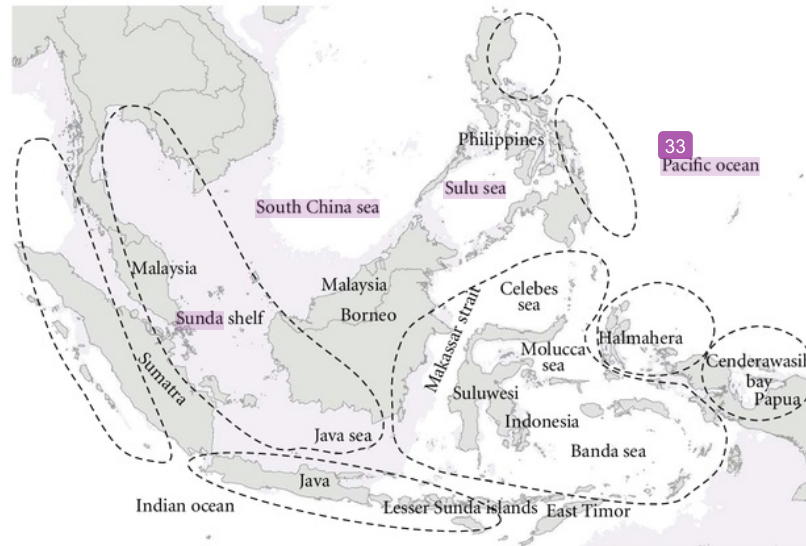 Philippines
33
Pacific ocean
Sulu sea
South China sea
Malaysia
Malaysia
Celebes
sea
Borneo
Sunda shelf
Makassar strait
Halmahera
Molucca
sea
Cenderawasih
bay
Papua
Sumatra
Suluwesi
Indonesia
Java sea
Banda sea
Java
Indian ocean
Lesser Sunda islands
East Timor